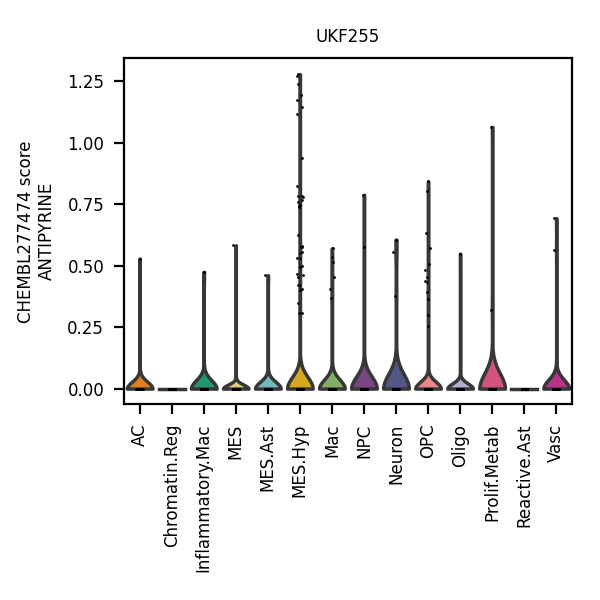 UKF255
CHEMBL277474 score
ANTIPYRINE
1.25
1.00
0.75
0.50
0.25
0.00
AC
Chromatin.Reg
Inflammatory.Mac
MES
MES.Ast
MES.Hyp
Mac
NPC
Neuron
OPC
Oligo
Prolif.Metab
Reactive.Ast
Vasc